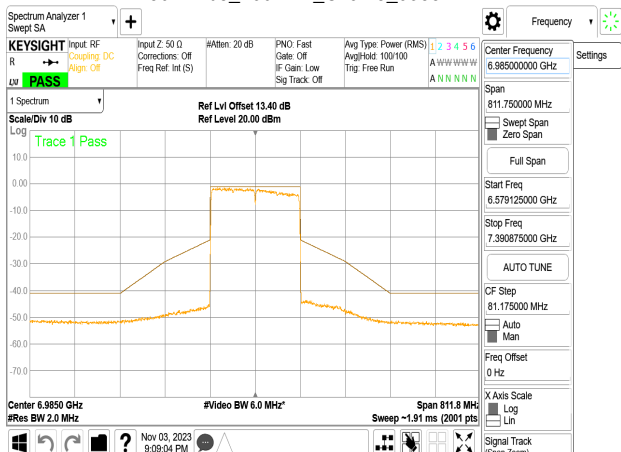 Spectrum Analyzer 1
Swept SA
Frequency
KEYSIGHT
R
LXI
PASS
Input: RF
Coupling: DC
Align: Off
Input Z: 50 Ω
Corrections: Off
Freq Ref: Int (S)
#Atten: 20 dB
PNO: Fast
Gate: Off
IF Gain: Low
Sig Track: Off
Avg Type: Power (RMS)
Avg|Hold: 100/100
Trig: Free Run
1 2 3 4 5 6
A W W W W W
A N N N N N
1 Spectrum
Scale/Div 10 dB
Ref Lvl Offset 13.40 dB
Ref Level 20.00 dBm
Log
Trace 1 Pass
10.0
0.00
-10.0
-20.0
-30.0
-40.0
-50.0
-60.0
-70.0
Center 6.9850 GHz
#Res BW 2.0 MHz
#Video BW 6.0 MHz*
Span 811.8 MHz
Sweep ~1.91 ms (2001 pts)
Nov 03, 2023
9:09:04 PM
Settings
Center Frequency
6.985000000 GHz
Span
811.750000 MHz
Swept Span
Zero Span
Full Span
Start Freq
6.579125000 GHz
Stop Freq
7.390875000 GHz
AUTO TUNE
CF Step
81.175000 MHz
Auto
Man
Freq Offset
0 Hz
X Axis Scale
Log
Lin
Signal Track
(Span Zoom)